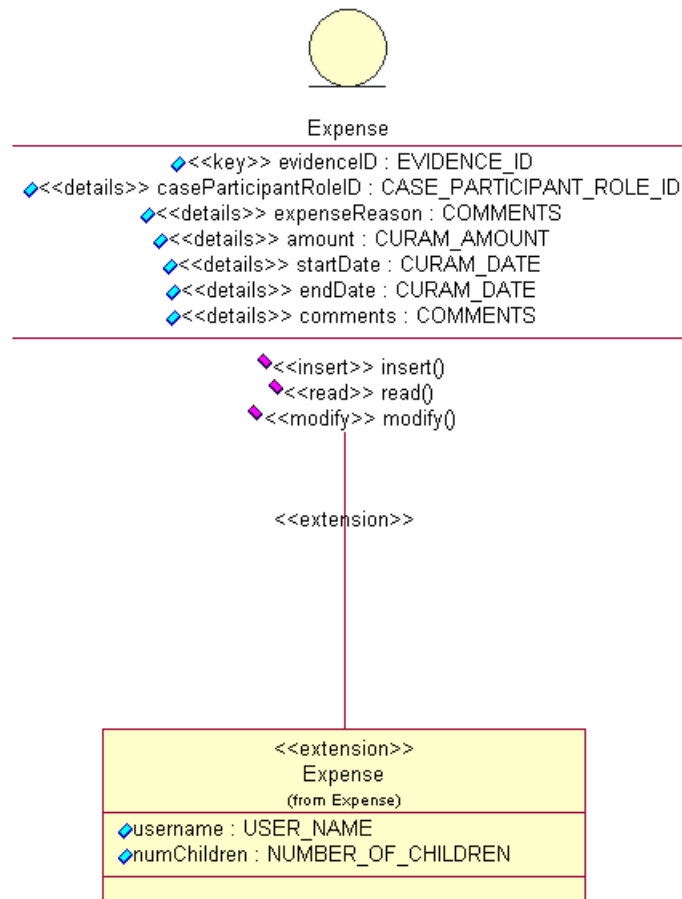 Expense
<<key>> evidenceID : EVIDENCE_ID
<<details>> caseParticipantRoleID : CASE_PARTICIPANT_ROLE_ID
<<details>> expenseReason : COMMENTS
<<details>> amount : CURAM_AMOUNT
<<details>> startDate : CURAM_DATE
<<details>> endDate : CURAM_DATE
<<details>> comments : COMMENTS
<<insert>> insert()
<<read>> read()
<<modify>> modify()
<<extension>>
<<extension>>
Expense
(from Expense)
username : USER_NAME
numChildren : NUMBER_OF_CHILDREN